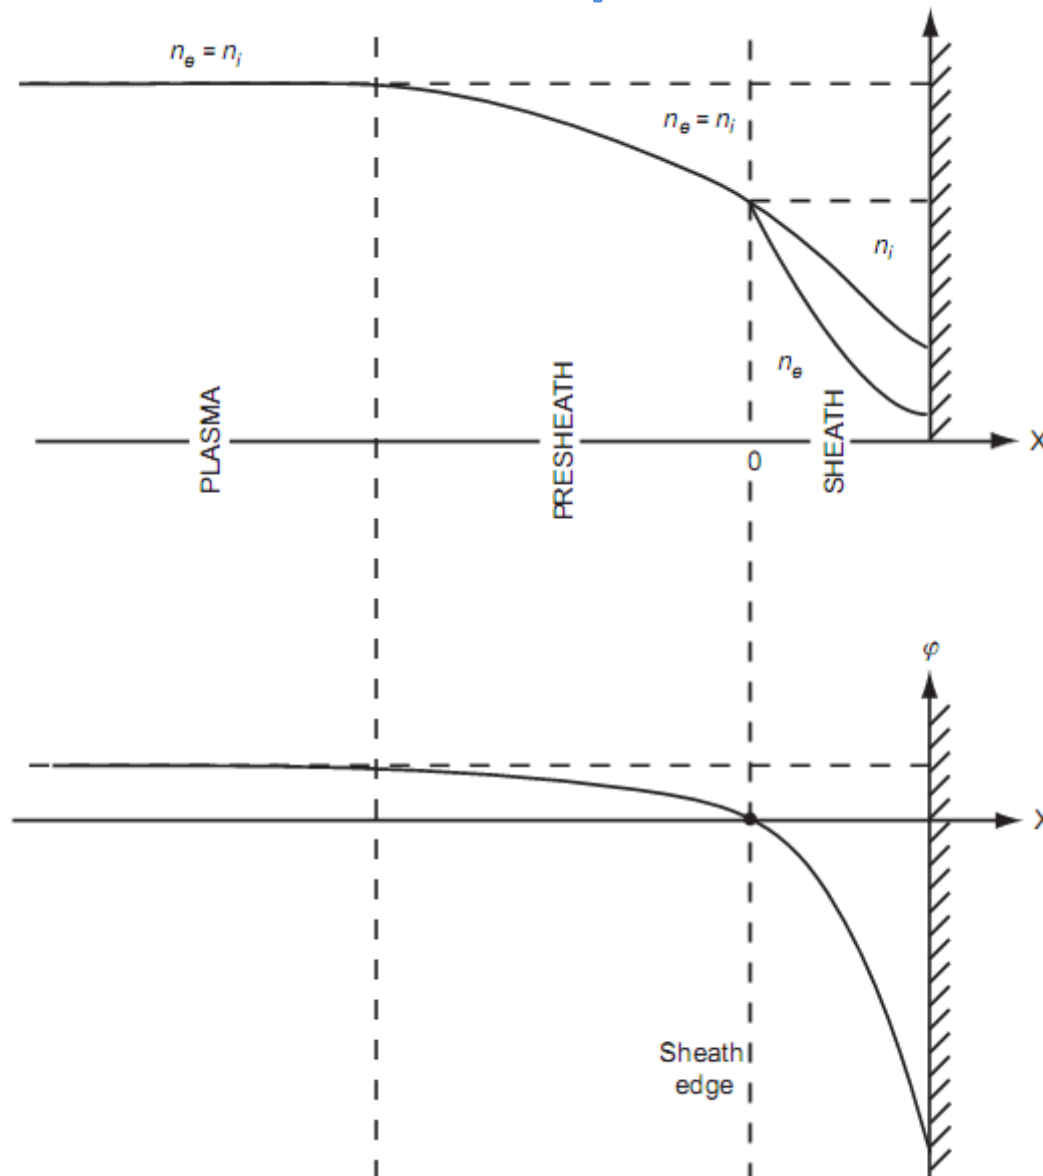 nₑ = nᵢ
nₑ = nᵢ
nᵢ
nₑ
X
0
PLASMA
PRESHEATH
SHEATH
φ
X
Sheath
edge